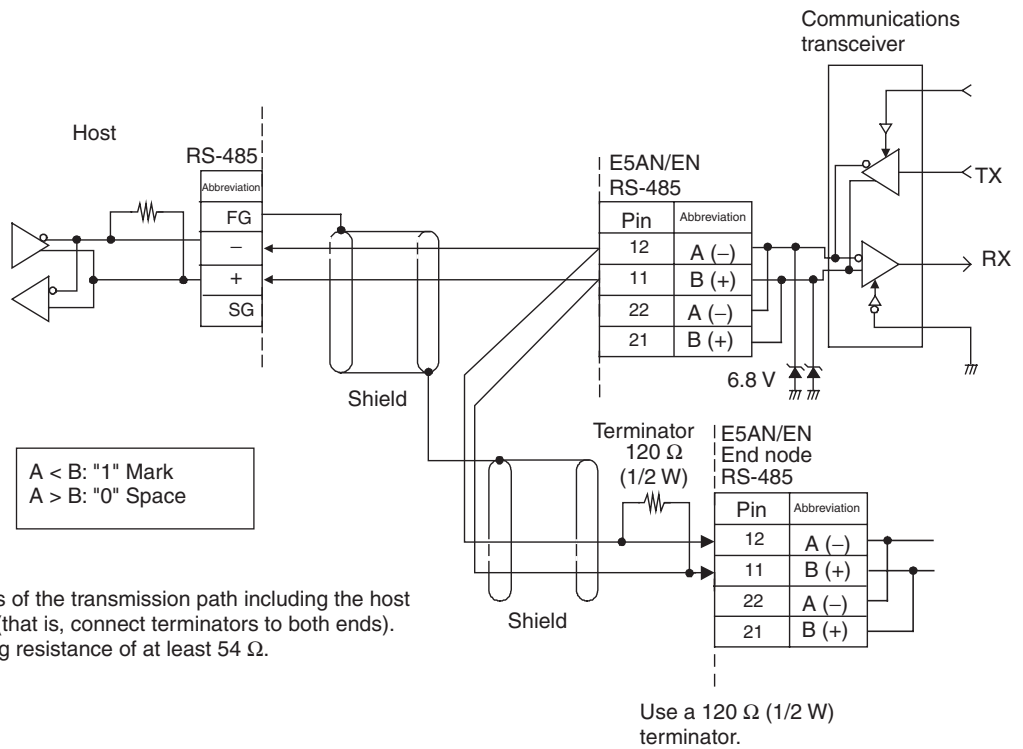 Communications
transceiver
Host
RS-485
Abbreviation
FG
−
+
SG
Shield
E5AN/EN
RS-485
Pin Abbreviation
12 A (−)
11 B (+)
22 A (−)
21 B (+)
TX
RX
6.8 V
A < B: "1" Mark
A > B: "0" Space
Terminator
120 Ω
(1/2 W)
E5AN/EN
End node
RS-485
Pin Abbreviation
12 A (−)
11 B (+)
22 A (−)
21 B (+)
Shield
s of the transmission path including the host
(that is, connect terminators to both ends).
g resistance of at least 54 Ω.
Use a 120 Ω (1/2 W)
terminator.